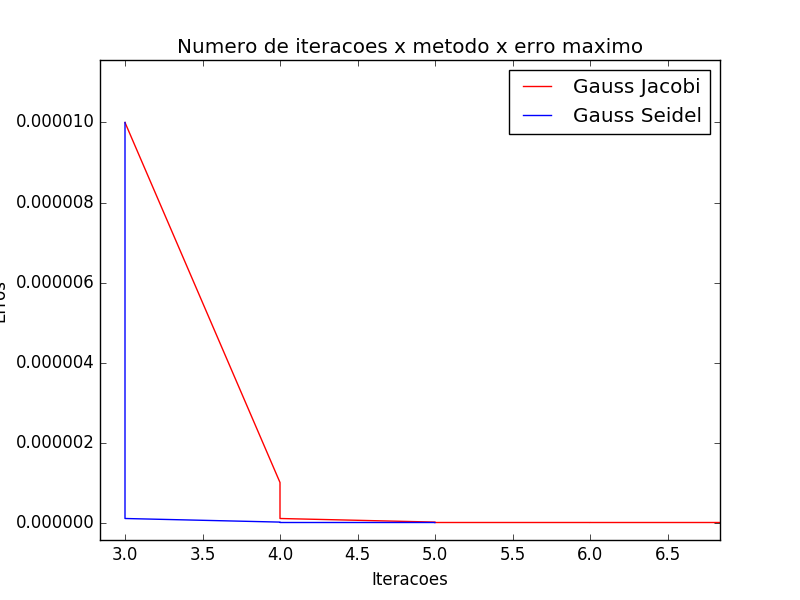 Numero de iteracoes x metodo x erro maximo
Gauss Jacobi
Gauss Seidel
0.000010
0.000008
0.000006
0.000004
0.000002
0.000000
3.0 3.5 4.0 4.5 5.0 5.5 6.0 6.5
Iteracoes